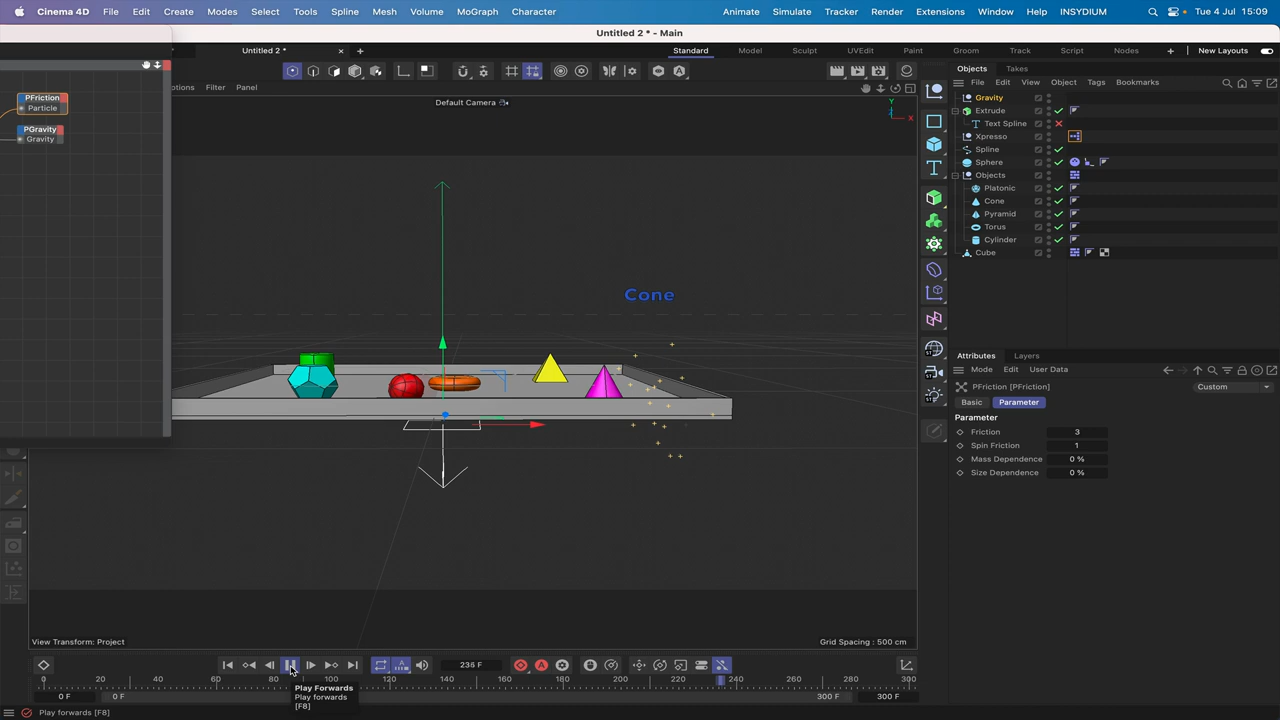 Cinema 4D File Edit Create Modes Select Tools Spline Mesh Volume MoGraph Character Animate Simulate Tracker Render Extensions Window Help INSYDIUM Tue 4 Jul 15:09
Untitled 2 * - Main
Untitled 2 * Standard Model Sculpt UVEdit Paint Groom Track Script Nodes New Layouts
Objects Takes
File Edit View Object Tags Bookmarks
ptions Filter Panel
Default Camera
Y
X
PFriction
Particle
PGravity
Gravity
Gravity
Extrude
Text Spline
Xpresso
Spline
Sphere
Objects
Platonic
Cone
Pyramid
Torus
Cylinder
Cube
Cone
Attributes Layers
Mode Edit User Data
PFriction [PFriction] Custom
Basic Parameter
Parameter
Friction 3
Spin Friction 1
Mass Dependence 0 %
Size Dependence 0 %
View Transform: Project Grid Spacing : 500 cm
236 F
0 20 40 60 80 100 120 140 160 180 200 220 240 260 280 300
0 F 0 F 300 F 300 F
Play Forwards
Play forwards
[F8]
Play forwards [F8]